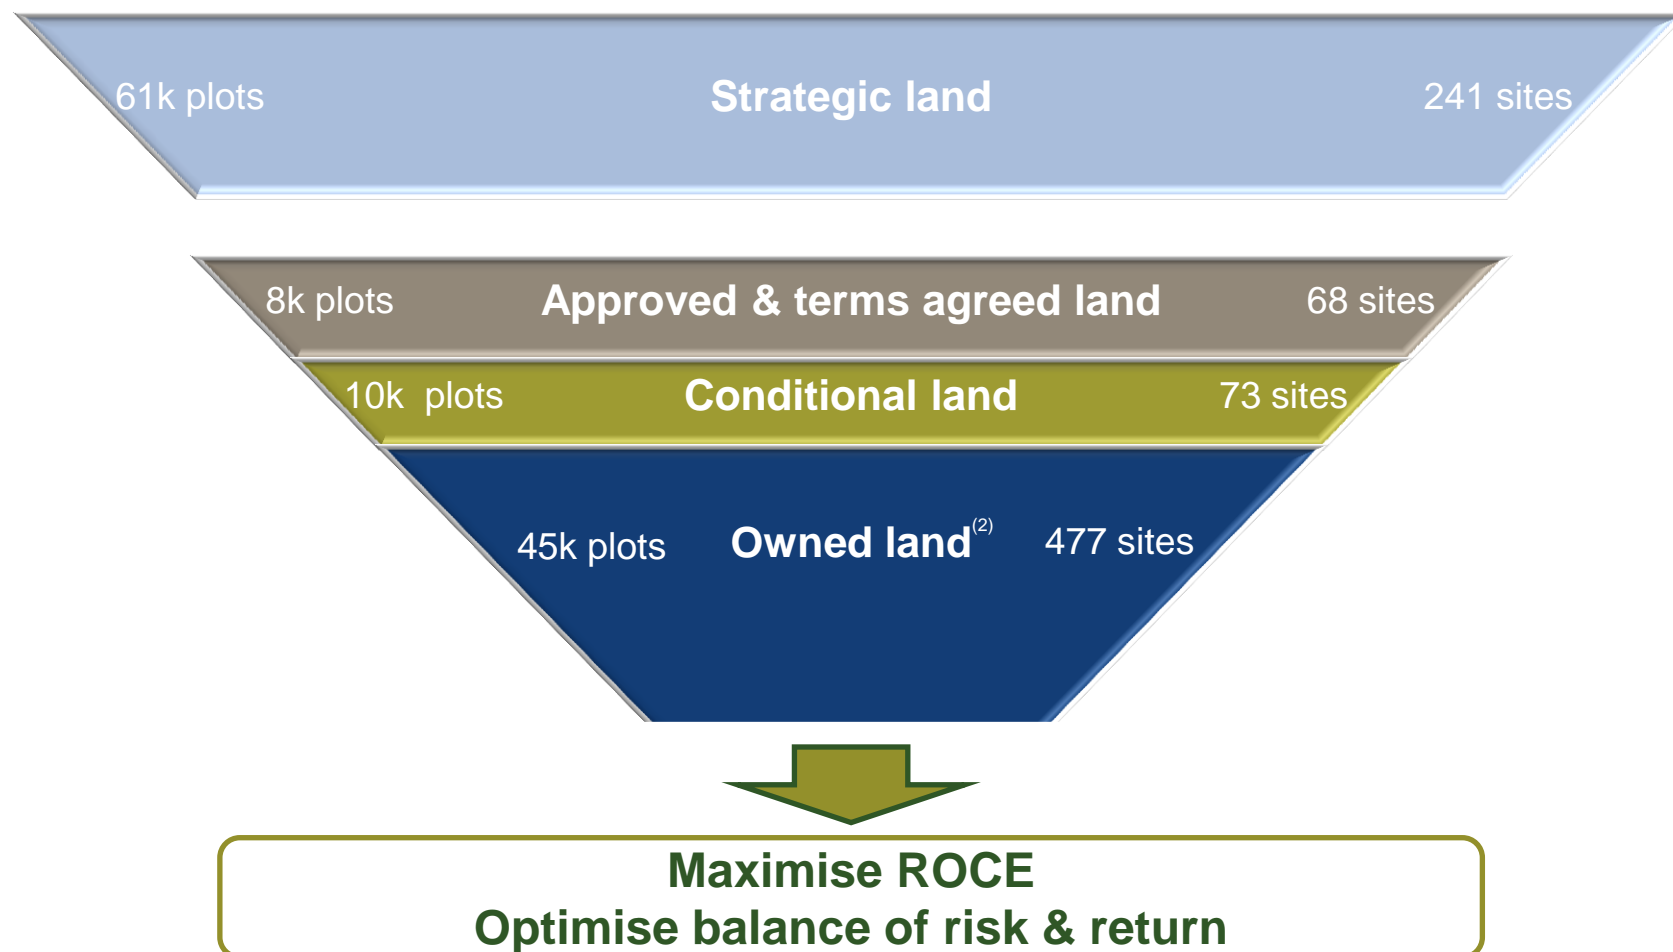 61k plots Strategic land 241 sites
8k plots Approved & terms agreed land 68 sites
10k plots Conditional land 73 sites
45k plots Owned land(2) 477 sites
Maximise ROCE
Optimise balance of risk & return